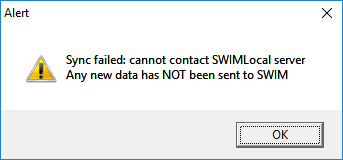 Alert
Sync failed: cannot contact SWIMLocal server
Any new data has NOT been sent to SWIM
OK